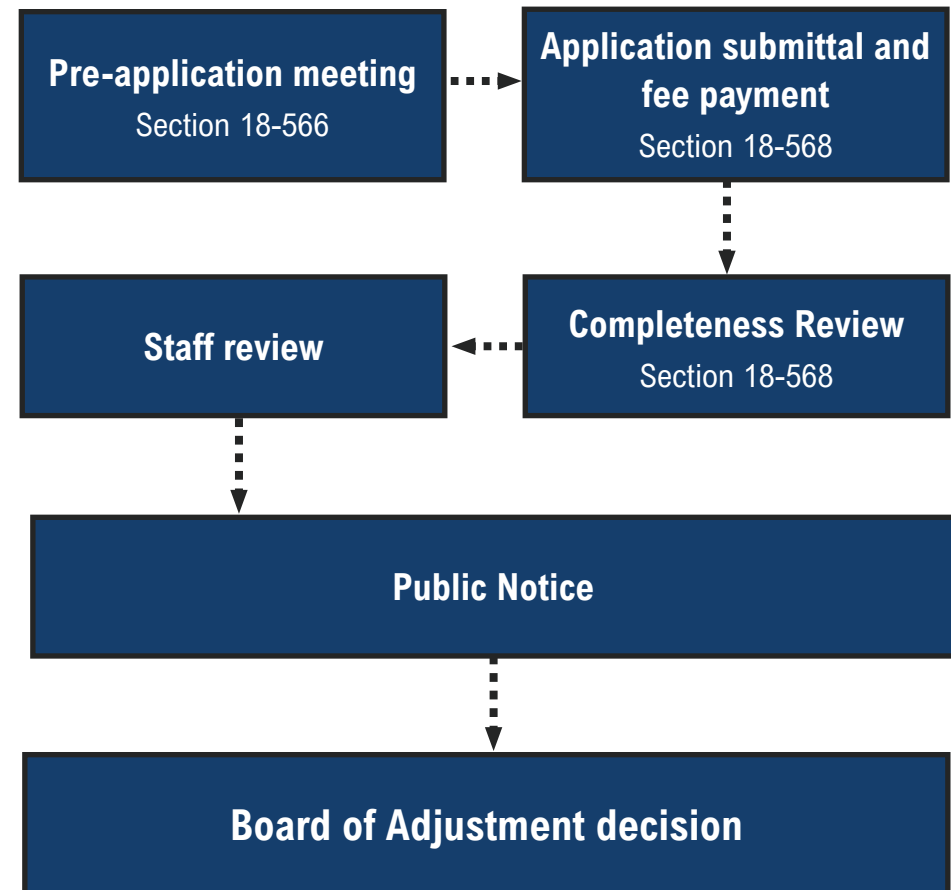 Pre-application meeting
Section 18-566
Application submittal and
fee payment
Section 18-568
Completeness Review
Section 18-568
Staff review
Public Notice
Board of Adjustment decision